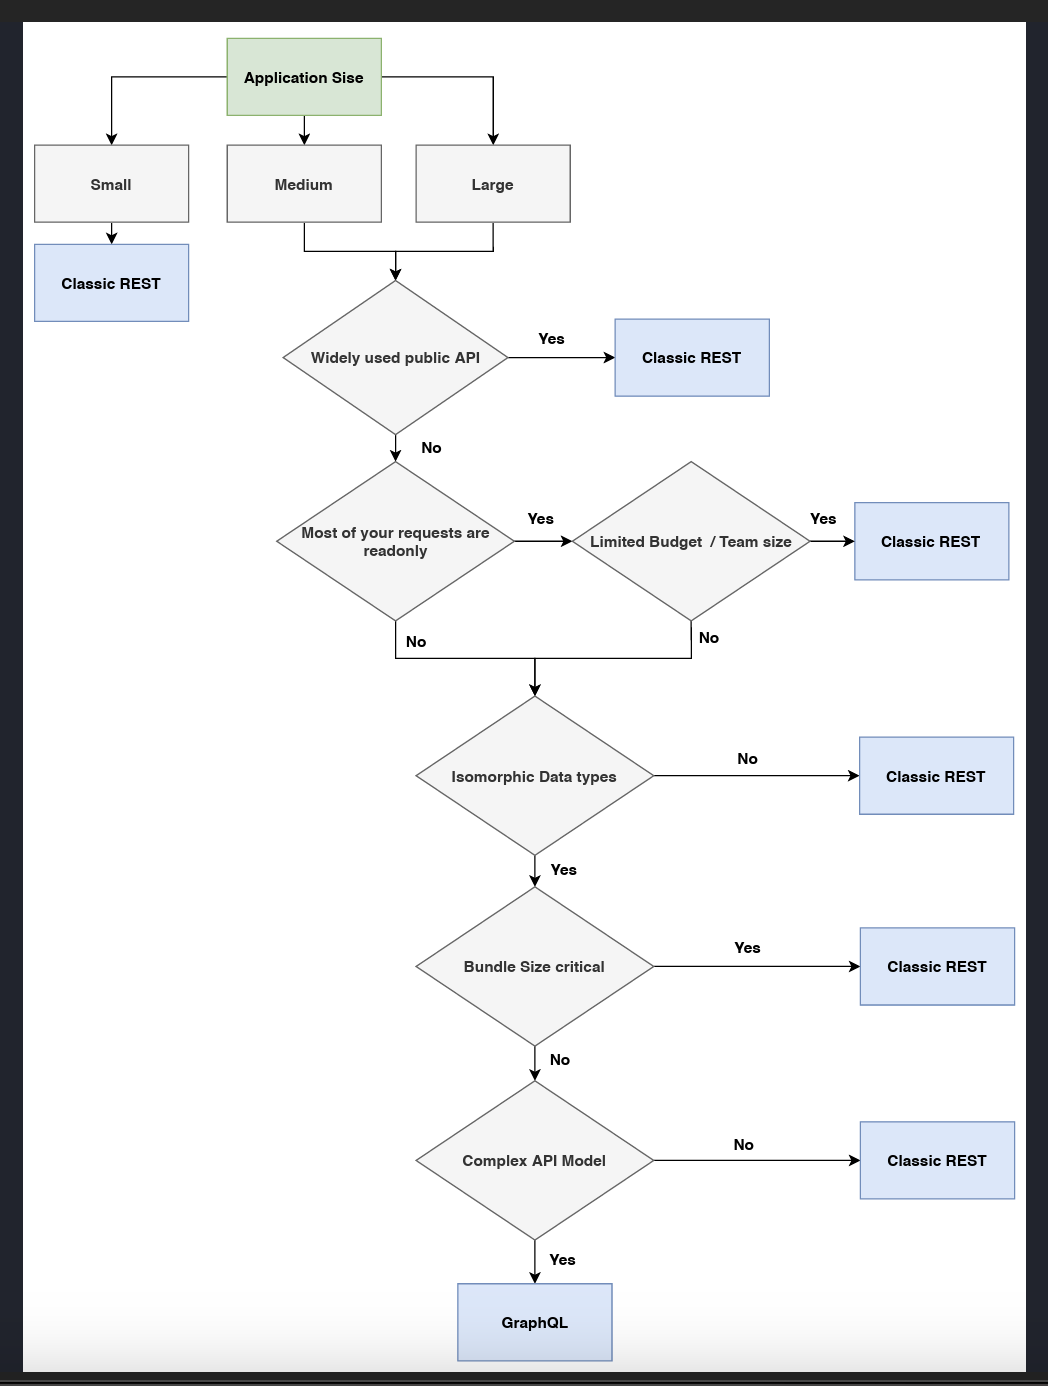 Application Sise
Small
Medium
Large
Classic REST
Widely used public API
Yes
Classic REST
No
Most of your requests are
readonly
Yes
Limited Budget / Team size
Yes
Classic REST
No
No
Isomorphic Data types
No
Classic REST
Yes
Bundle Size critical
Yes
Classic REST
No
Complex API Model
No
Classic REST
Yes
GraphQL